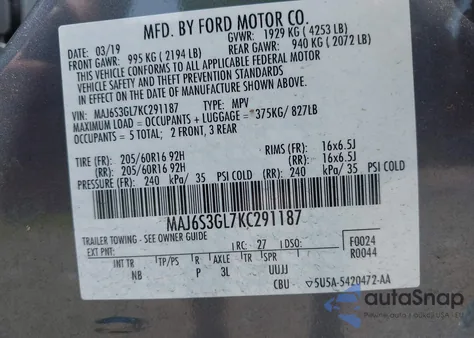 MFD. BY FORD MOTOR CO.
DATE: 03/19 GVWR: 1929 KG ( 4253 LB)
FRONT GAWR: 995 KG ( 2194 LB) REAR GAWR: 940 KG ( 2072 LB)
THIS VEHICLE CONFORMS TO ALL APPLICABLE FEDERAL MOTOR
VEHICLE SAFETY AND THEFT PREVENTION STANDARDS IN
EFFECT ON THE DATE OF MANUFACTURE SHOWN ABOVE.
VIN: MAJ6S3GL7KC291187 TYPE: MPV
MAXIMUM LOAD = OCCUPANTS + LUGGAGE = 375KG/ 827LB
OCCUPANTS = 5 TOTAL; 2 FRONT, 3 REAR
TIRE (FR): 205/60R16 92H RIMS (FR): 16x6.5J
(RR): 205/60R16 92H (RR): 16x6.5J
PRESSURE (FR): 240 kPa/ 35 PSI COLD (RR): 240 kPa/ 35 PSI COLD
MAJ6S3GL7KC291187
TRAILER TOWING - SEE OWNER GUIDE
EXT PNT: RC: 27 DSO: F0024
INT TR TP/PS R AXLE TR SPR R0044
NB P 3L UUJJ
CBU 5U5A-5420472-AA
autoSnap